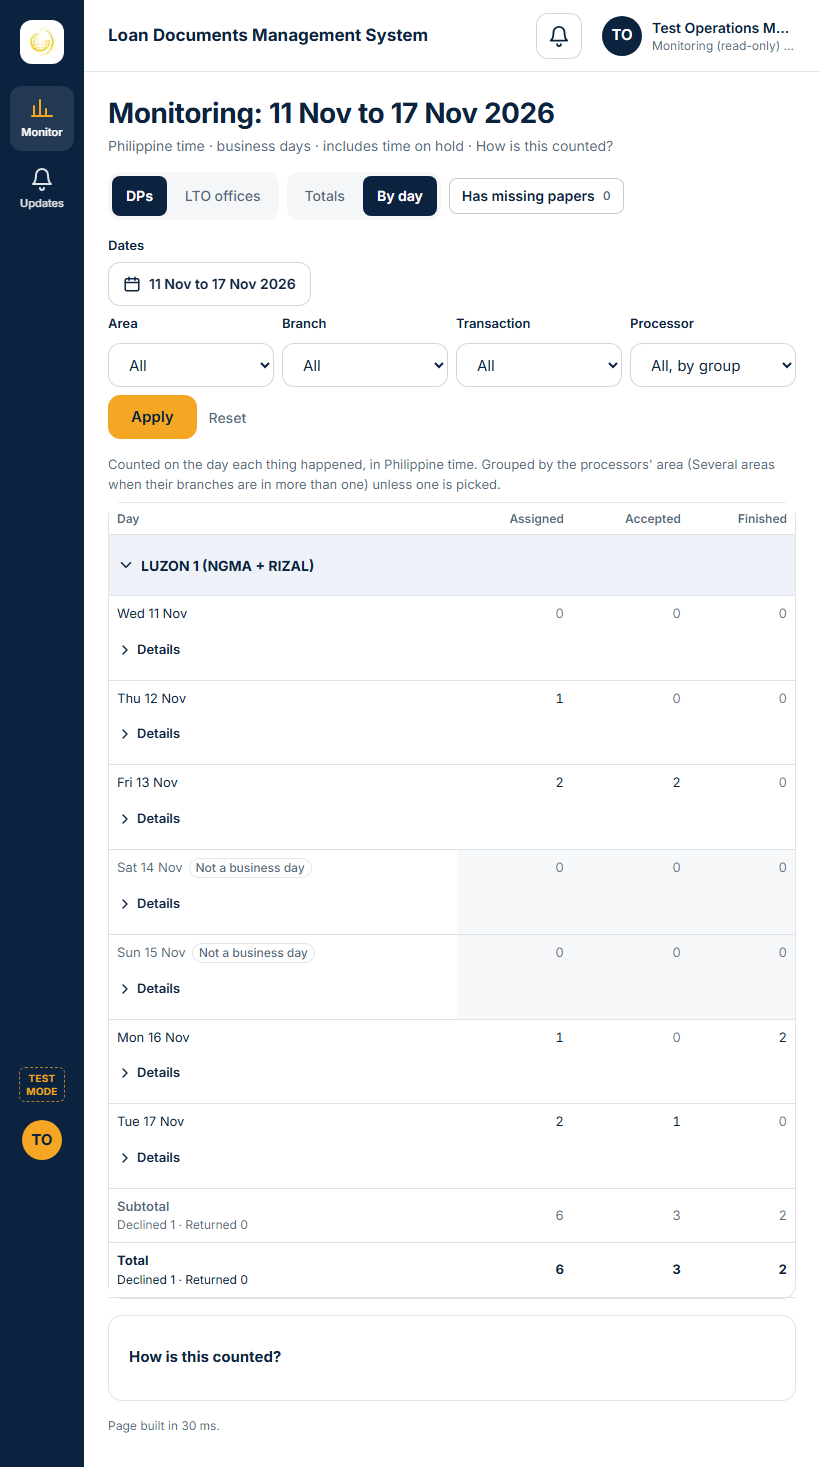 Loan Documents Management System
TO
Test Operations M...
Monitoring (read-only) ...
Monitor
Updates
Monitoring: 11 Nov to 17 Nov 2026
Philippine time · business days · includes time on hold · How is this counted?
DPs
LTO offices
Totals
By day
Has missing papers 0
Dates
11 Nov to 17 Nov 2026
Area
Branch
Transaction
Processor
All
All
All
All, by group
Apply
Reset
Counted on the day each thing happened, in Philippine time. Grouped by the processors' area (Several areas
when their branches are in more than one) unless one is picked.
Day Assigned Accepted Finished
LUZON 1 (NGMA + RIZAL)
Wed 11 Nov 0 0 0
Details
Thu 12 Nov 1 0 0
Details
Fri 13 Nov 2 2 0
Details
Sat 14 Nov Not a business day 0 0 0
Details
Sun 15 Nov Not a business day 0 0 0
Details
Mon 16 Nov 1 0 2
Details
Tue 17 Nov 2 1 0
Details
Subtotal 6 3 2
Declined 1 · Returned 0
Total 6 3 2
Declined 1 · Returned 0
How is this counted?
Page built in 30 ms.
TEST
MODE
TO